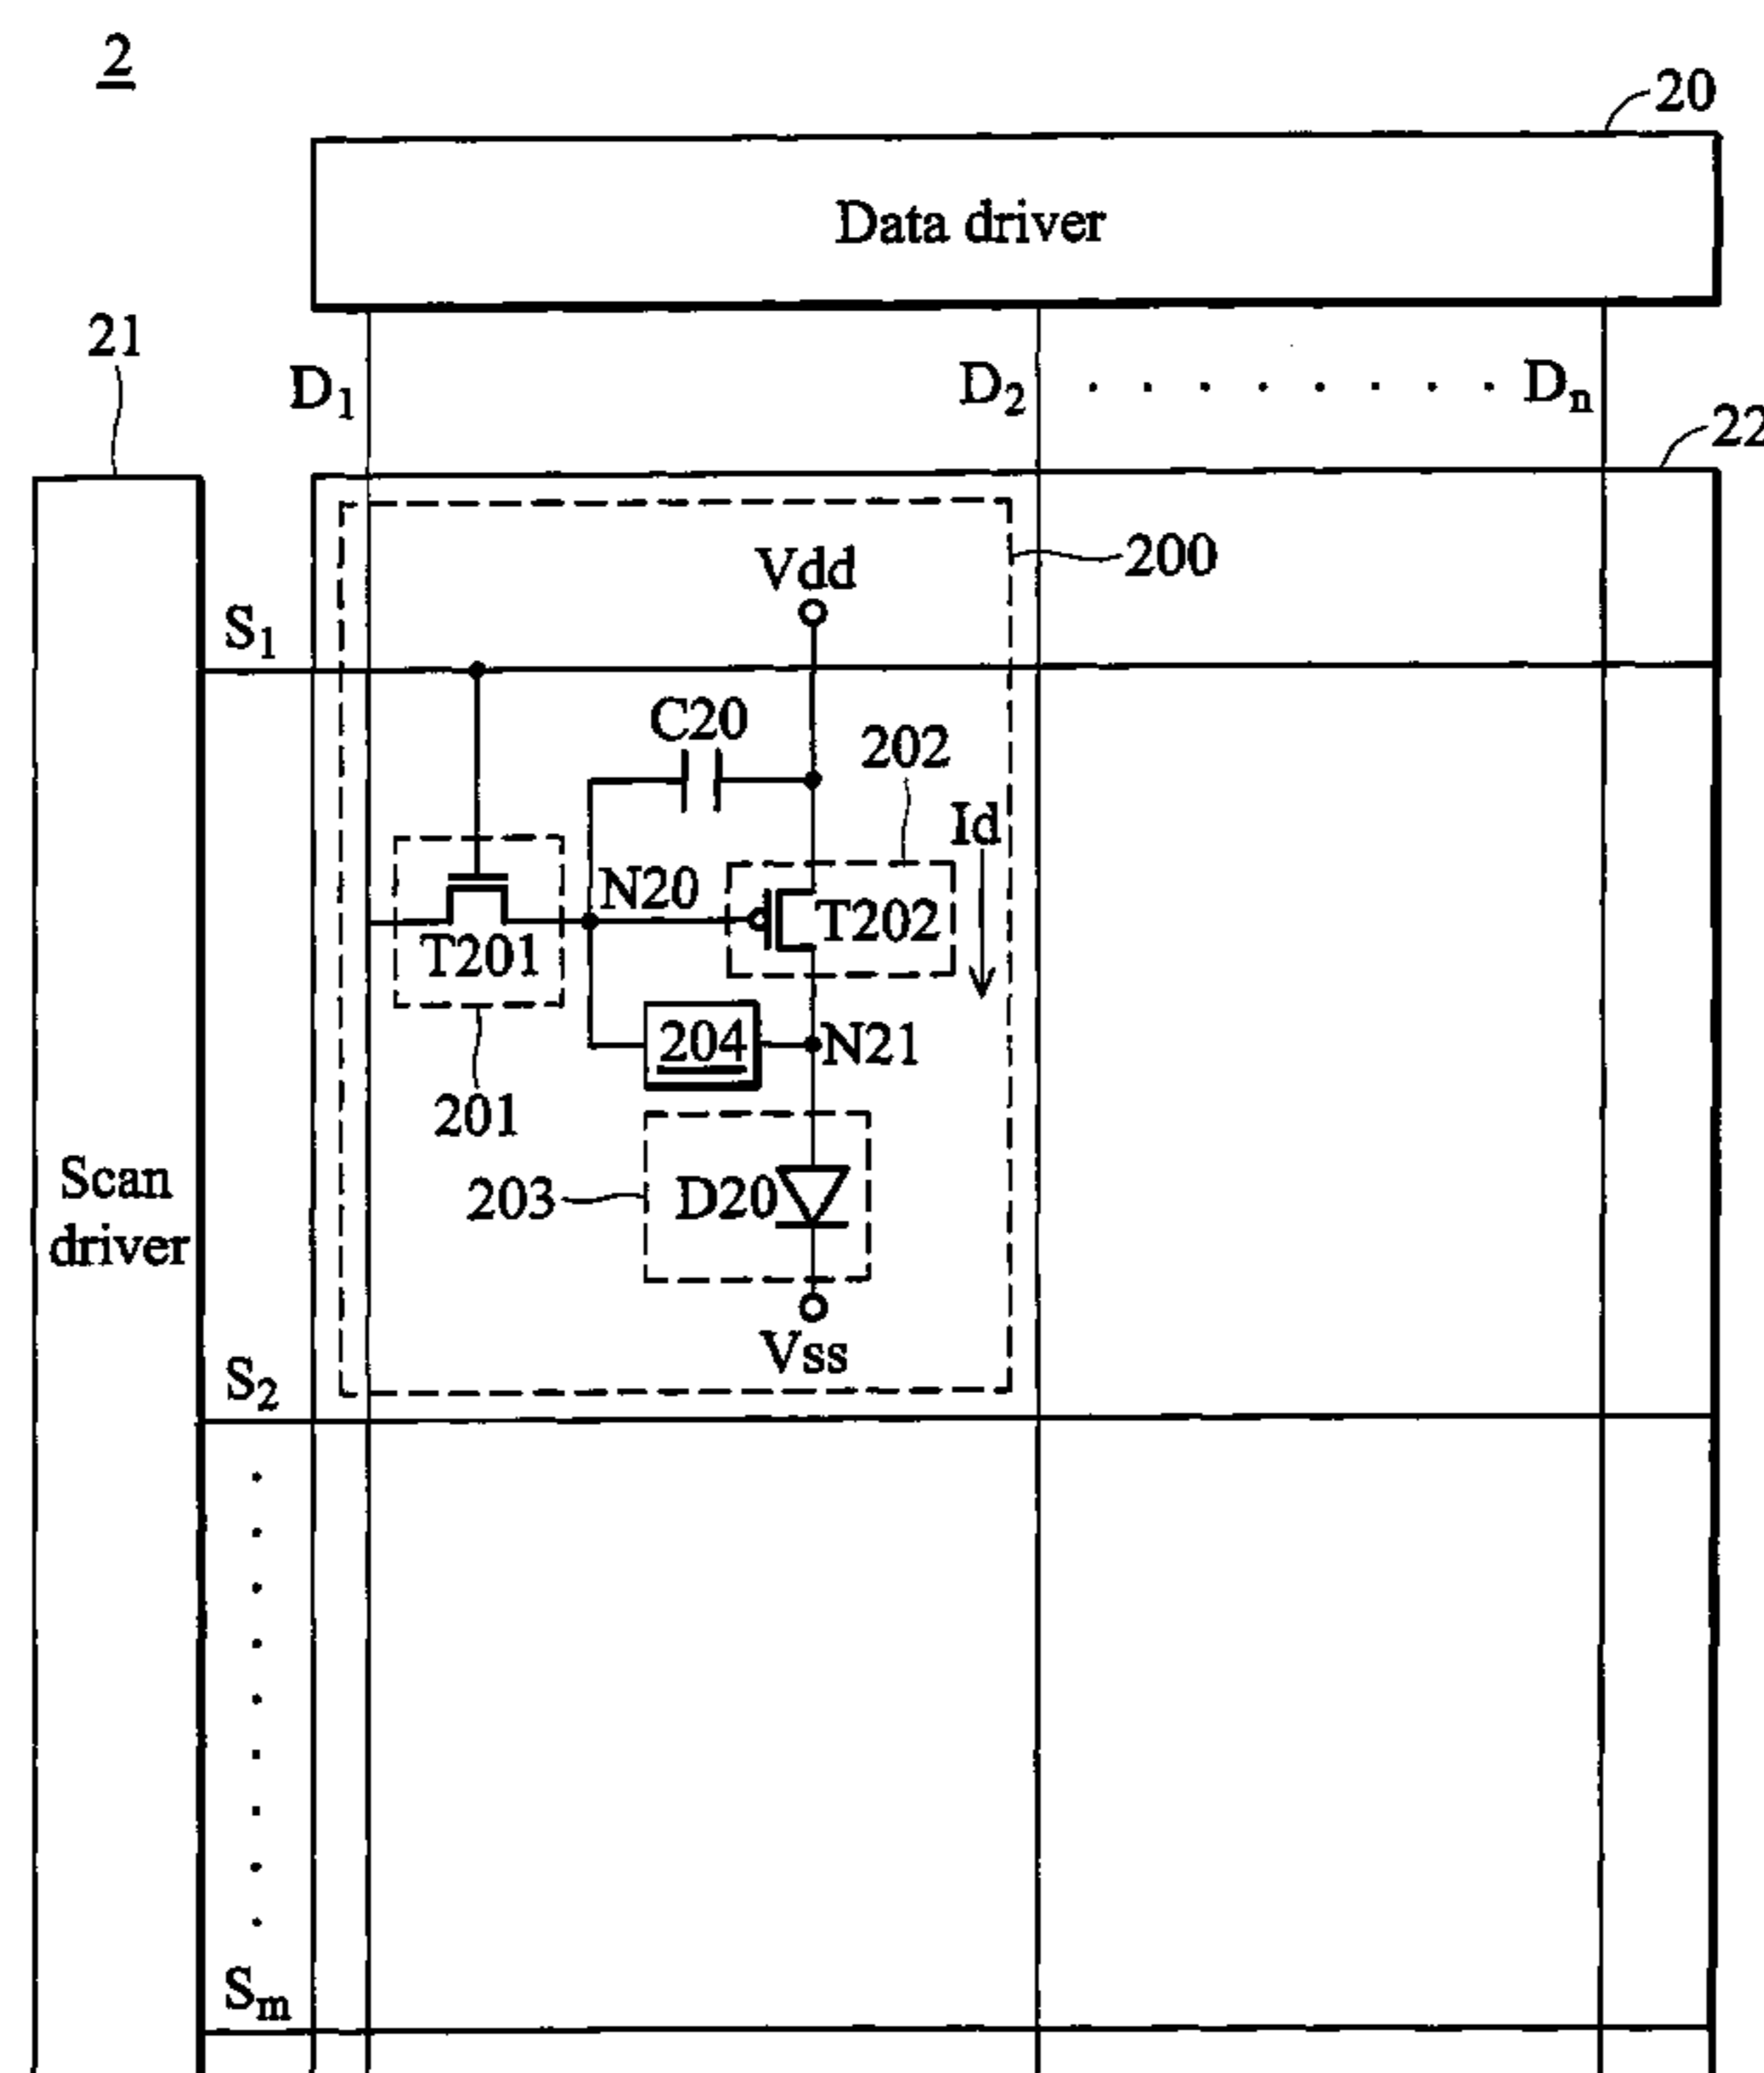 2
20
Data driver
21
D1
D2
Dn
22
200
Vdd
S1
C20
202
Id
N20
T202
T201
204
N21
201
Scan
driver
203
D20
Vss
S2
Sm